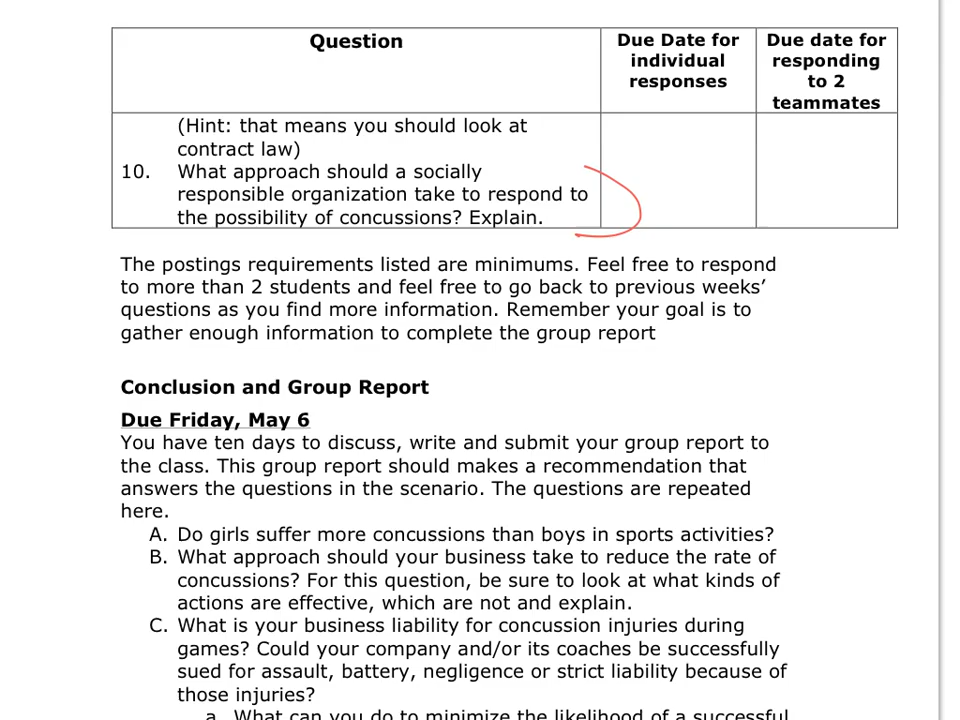 Question
Due Date for
individual
responses
Due date for
responding
to 2
teammates
(Hint: that means you should look at
contract law)
10. What approach should a socially
responsible organization take to respond to
the possibility of concussions? Explain.
The postings requirements listed are minimums. Feel free to respond
to more than 2 students and feel free to go back to previous weeks’
questions as you find more information. Remember your goal is to
gather enough information to complete the group report
Conclusion and Group Report
Due Friday, May 6
You have ten days to discuss, write and submit your group report to
the class. This group report should makes a recommendation that
answers the questions in the scenario. The questions are repeated
here.
A. Do girls suffer more concussions than boys in sports activities?
B. What approach should your business take to reduce the rate of
concussions? For this question, be sure to look at what kinds of
actions are effective, which are not and explain.
C. What is your business liability for concussion injuries during
games? Could your company and/or its coaches be successfully
sued for assault, battery, negligence or strict liability because of
those injuries?
a. What can you do to minimize the likelihood of a successful